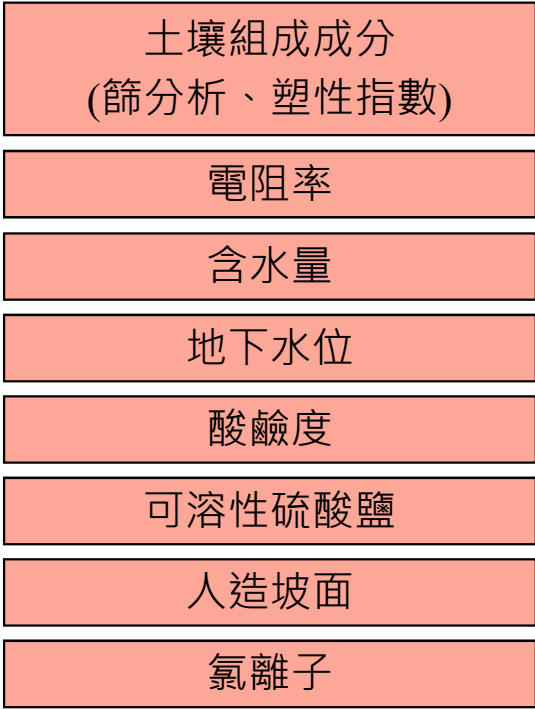 土壤組成成分
(篩分析、塑性指數)
電阻率
含水量
地下水位
酸鹼度
可溶性硫酸鹽
人造坡面
氯離子